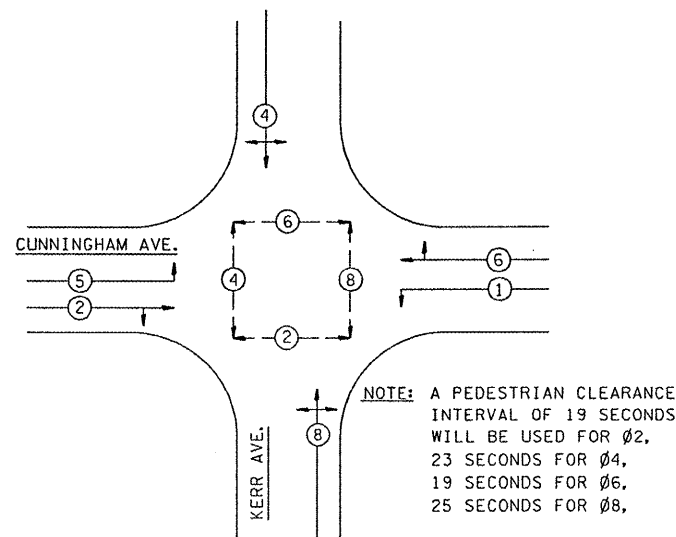 4
6
CUNNINGHAM AVE.
5
4
8
6
2
2
1
NOTE: A PEDESTRIAN CLEARANCE
INTERVAL OF 19 SECONDS
WILL BE USED FOR Ø2,
23 SECONDS FOR Ø4,
19 SECONDS FOR Ø6,
25 SECONDS FOR Ø8,
8
KERR AVE.